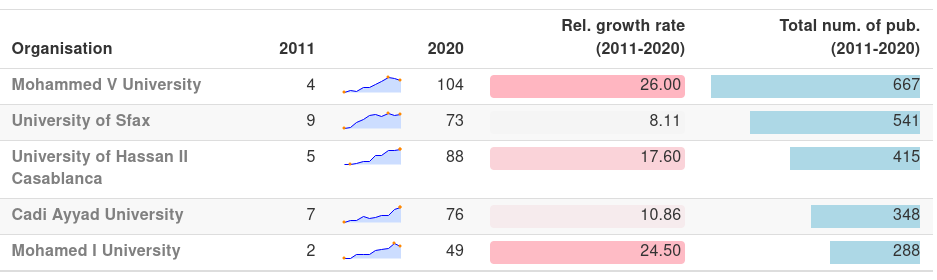 Organisation 2011 2020 Rel. growth rate (2011-2020) Total num. of pub. (2011-2020)
Mohammed V University 4 104 26.00 667
University of Sfax 9 73 8.11 541
University of Hassan II 5 88 17.60 415
Casablanca
Cadi Ayyad University 7 76 10.86 348
Mohamed I University 2 49 24.50 288